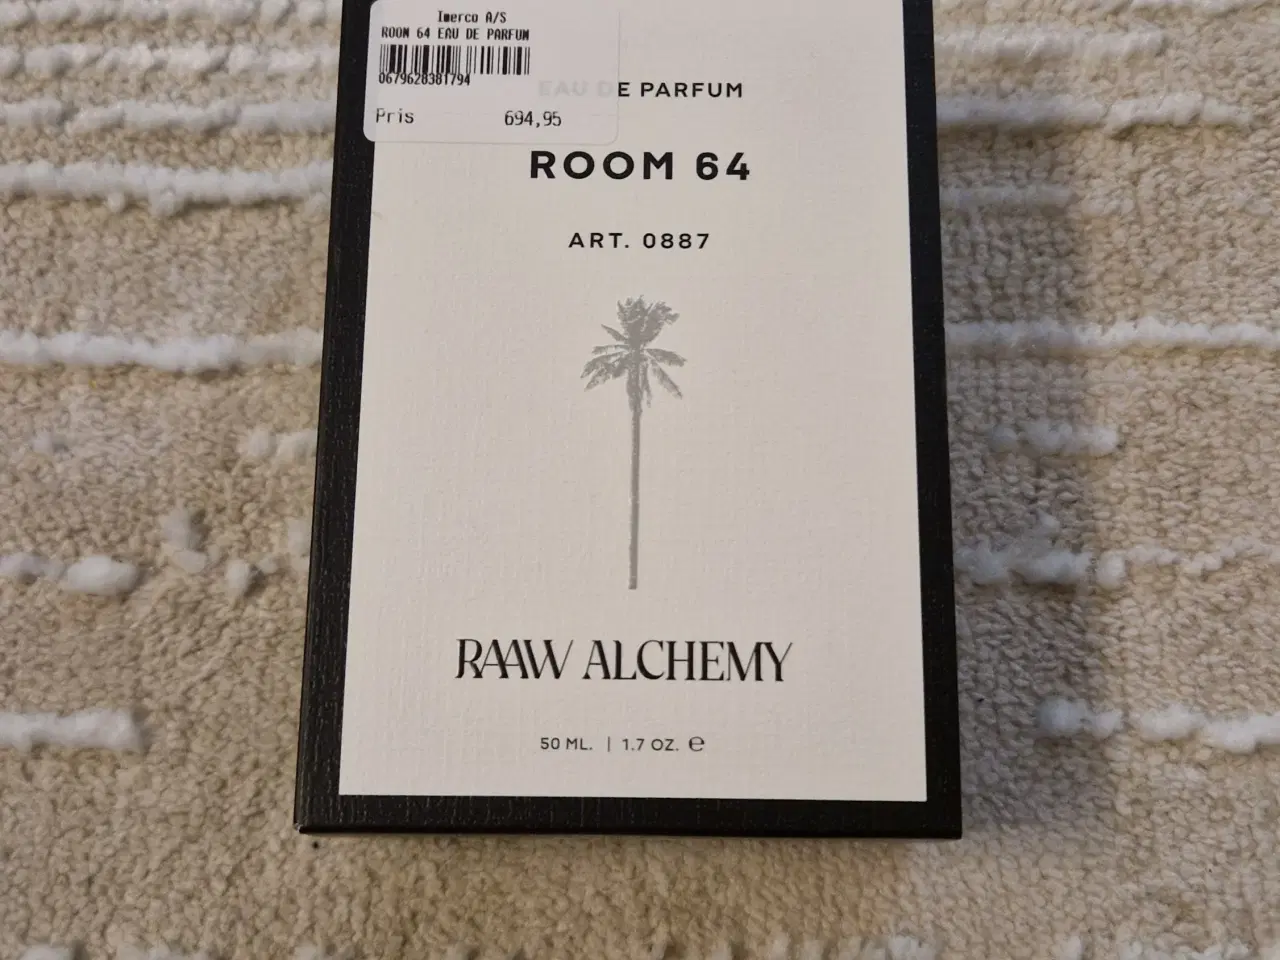 Imerco A/S
ROOM 64 EAU DE PARFUM
0679628381794
Pris 694,95
EAU DE PARFUM
ROOM 64
ART. 0887
RAAW ALCHEMY
50 ML. | 1.7 OZ. ℮